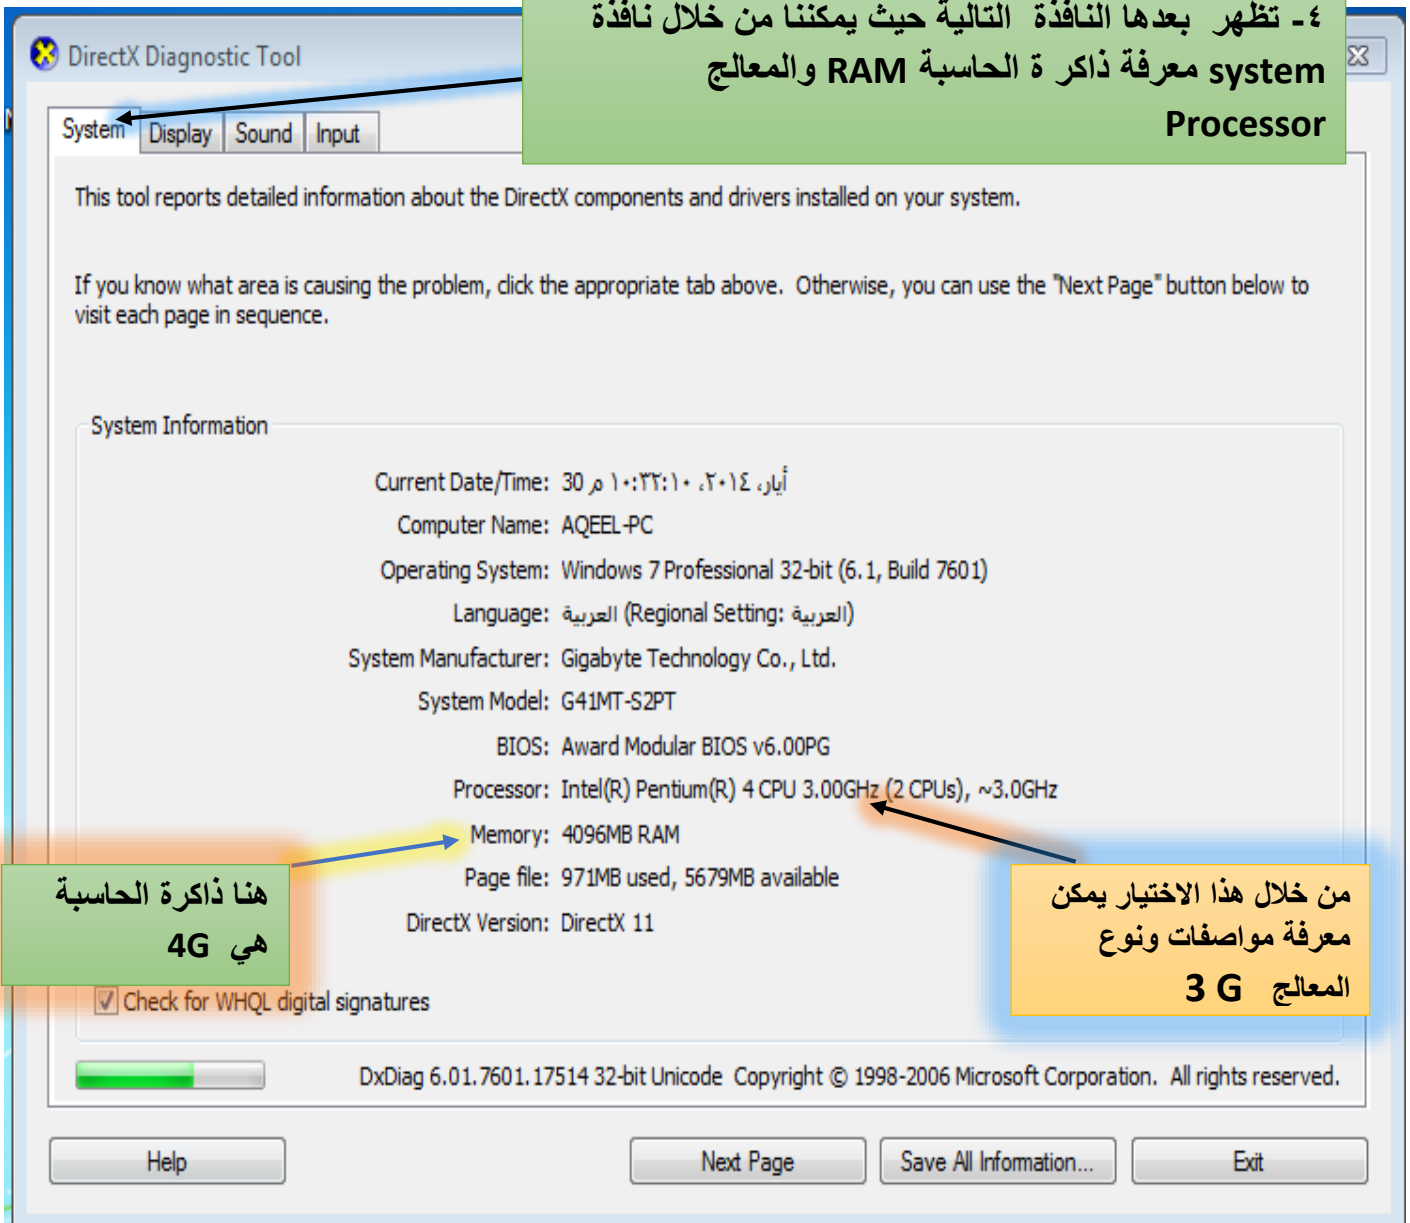 ٤- تظهر بعدها النافذة التالية حيث يمكننا من خلال نافذة
system معرفة ذاكر ة الحاسبة RAM والمعالج
Processor
DirectX Diagnostic Tool
System Display Sound Input
This tool reports detailed information about the DirectX components and drivers installed on your system.
If you know what area is causing the problem, click the appropriate tab above. Otherwise, you can use the "Next Page" button below to
visit each page in sequence.
System Information
Current Date/Time: 30 أيار، ٢٠١٤، ١٠:٣٢:١٠ م
Computer Name: AQEEL-PC
Operating System: Windows 7 Professional 32-bit (6.1, Build 7601)
Language: العربية (Regional Setting: العربية)
System Manufacturer: Gigabyte Technology Co., Ltd.
System Model: G41MT-S2PT
BIOS: Award Modular BIOS v6.00PG
Processor: Intel(R) Pentium(R) 4 CPU 3.00GHz (2 CPUs), ~3.0GHz
Memory: 4096MB RAM
Page file: 971MB used, 5679MB available
DirectX Version: DirectX 11
هنا ذاكرة الحاسبة
هي 4G
من خلال هذا الاختيار يمكن
معرفة مواصفات ونوع
المعالج 3 G
Check for WHQL digital signatures
DxDiag 6.01.7601.17514 32-bit Unicode Copyright © 1998-2006 Microsoft Corporation. All rights reserved.
Help Next Page Save All Information... Exit